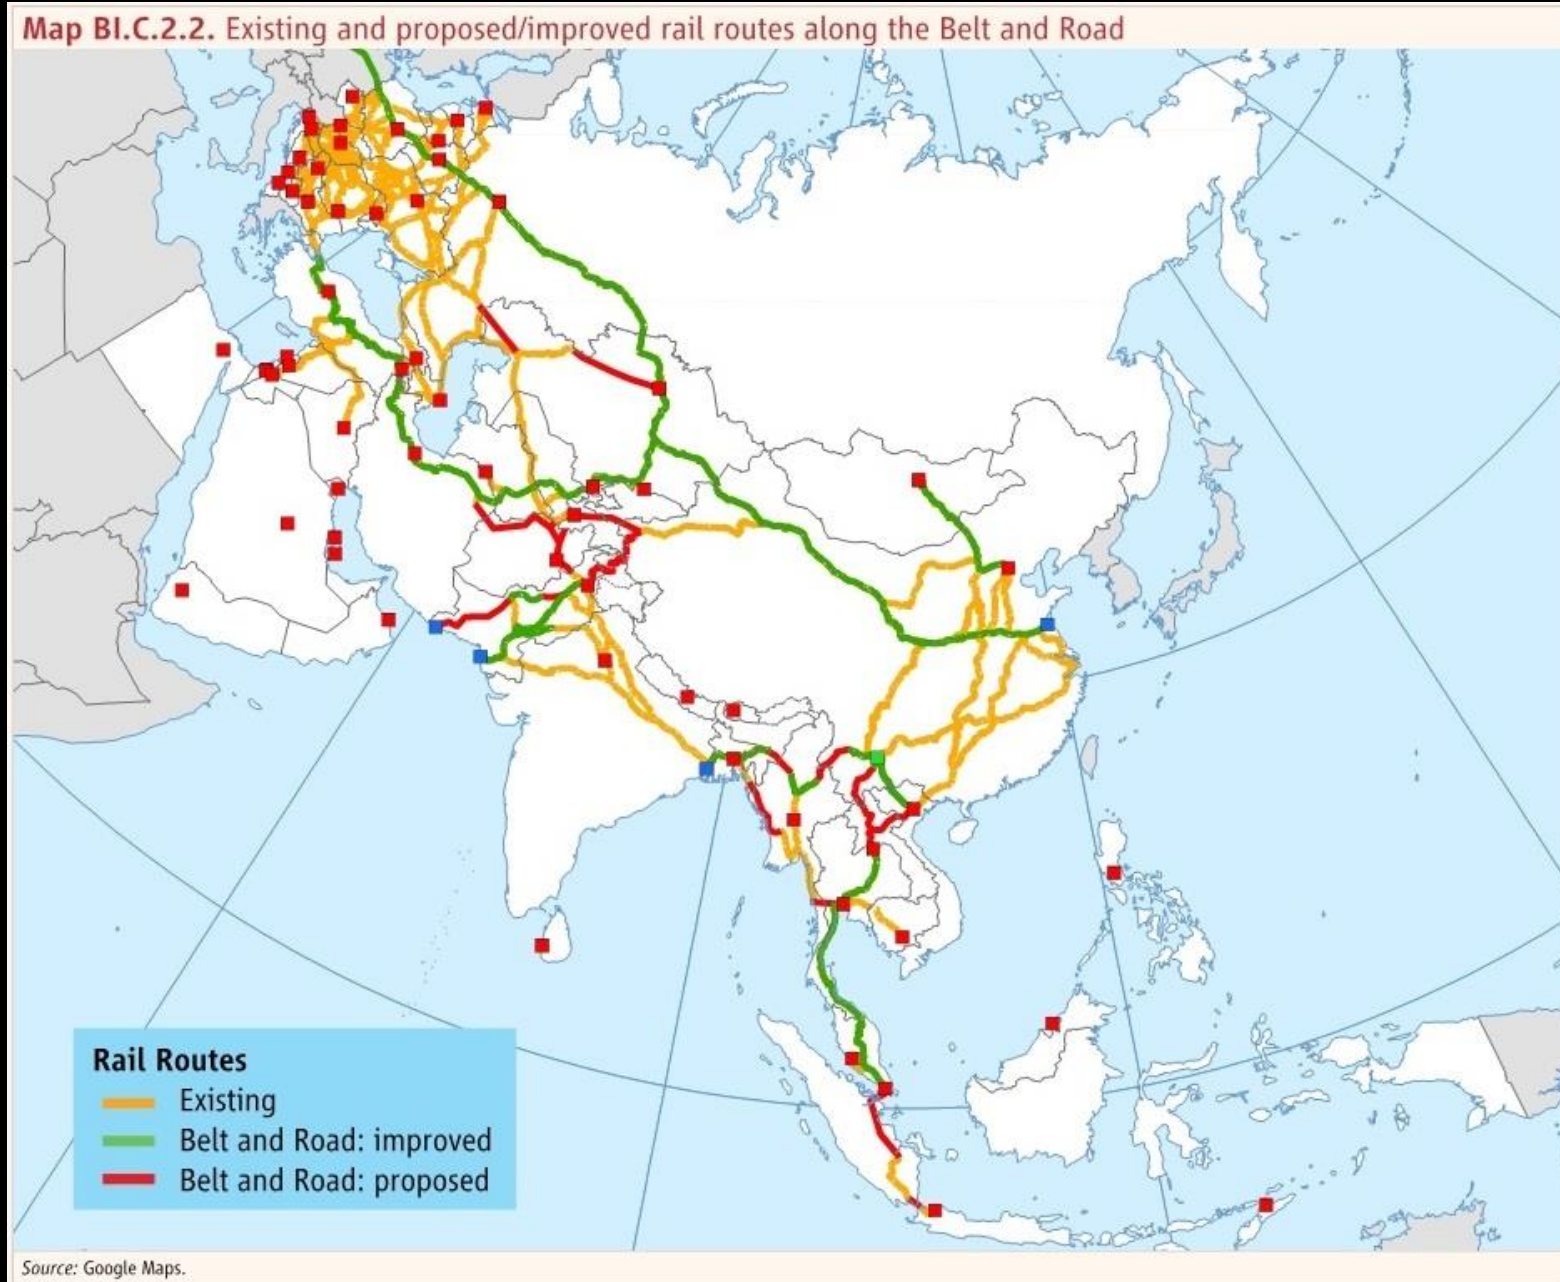 Map BI.C.2.2. Existing and proposed/improved rail routes along the Belt and Road
Rail Routes
Existing
Belt and Road: improved
Belt and Road: proposed
Source: Google Maps.